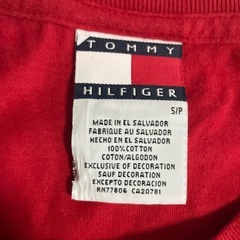 TOMMY
HILFIGER
S/P
MADE IN EL SALVADOR
FABRIQUE AU SALVADOR
HECHO EN EL SALVADOR
100%COTTON
COTON/ALGODON
EXCLUSIVE OF DECORATION
SAUF DECORATION
EXCEPTO DECORACION
RN77806 CA20781